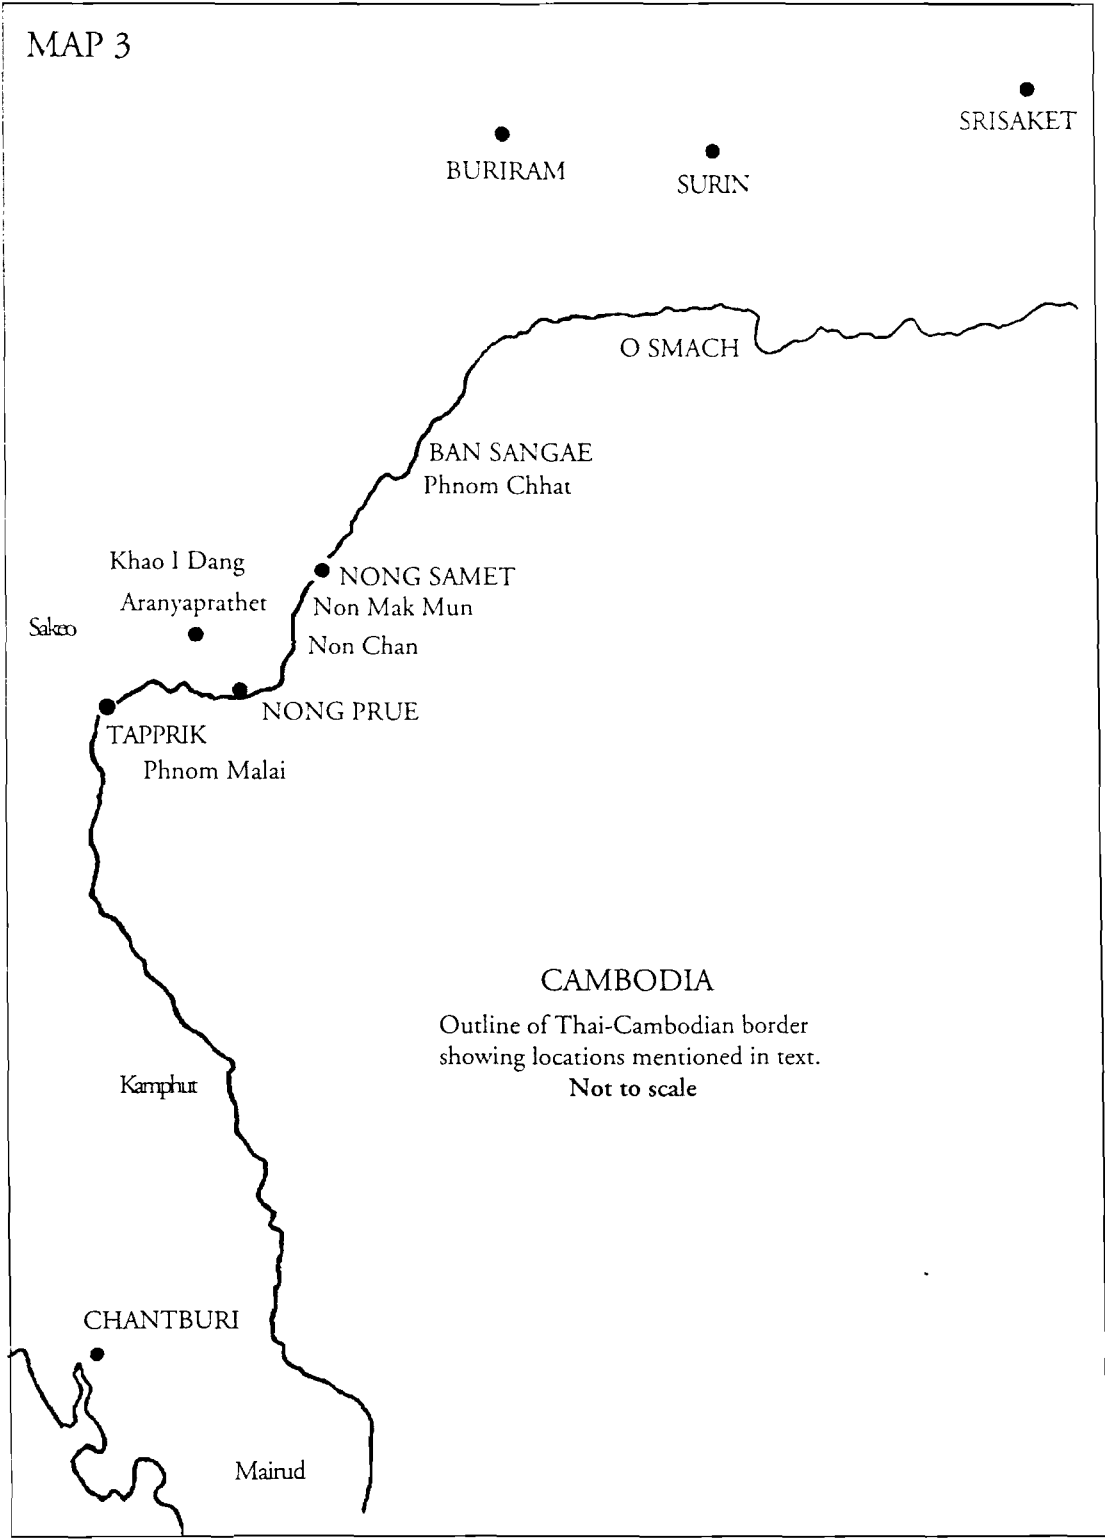 MAP 3
SRISAKET
BURIRAM
SURIN
O SMACH
BAN SANGAE
Phnom Chhat
Khao I Dang
NONG SAMET
Aranyaprathet
Non Mak Mun
Sakeo
Non Chan
NONG PRUE
TAPPRIK
Phnom Malai
CAMBODIA
Outline of Thai-Cambodian border
showing locations mentioned in text.
Not to scale
Kamphut
CHANTBURI
Mairud